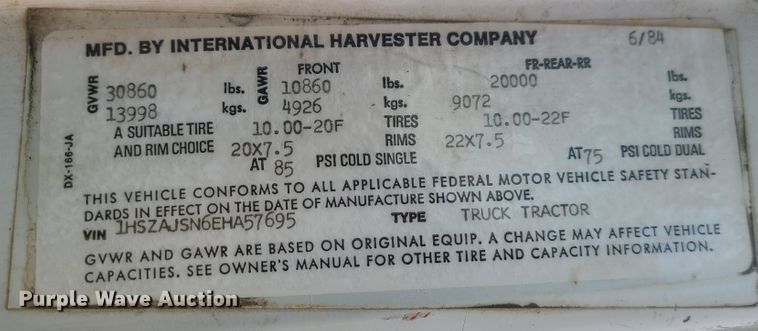 MFD. BY INTERNATIONAL HARVESTER COMPANY 6/84
FRONT FR-REAR-RR
GVWR 30860 lbs. GAWR 10860 lbs. 20000 lbs.
13998 kgs. 4926 kgs. 9072 kgs.
A SUITABLE TIRE 10.00-20F TIRES 10.00-22F TIRES
AND RIM CHOICE 20X7.5 RIMS 22X7.5 RIMS
AT 85 PSI COLD SINGLE AT 75 PSI COLD DUAL
DX-166-JA
THIS VEHICLE CONFORMS TO ALL APPLICABLE FEDERAL MOTOR VEHICLE SAFETY STAN-
DARDS IN EFFECT ON THE DATE OF MANUFACTURE SHOWN ABOVE.
VIN 1HSZAJSN6EHA57695 TYPE TRUCK TRACTOR
GVWR AND GAWR ARE BASED ON ORIGINAL EQUIP. A CHANGE MAY AFFECT VEHICLE
CAPACITIES. SEE OWNER'S MANUAL FOR OTHER TIRE AND CAPACITY INFORMATION.
Purple Wave Auction